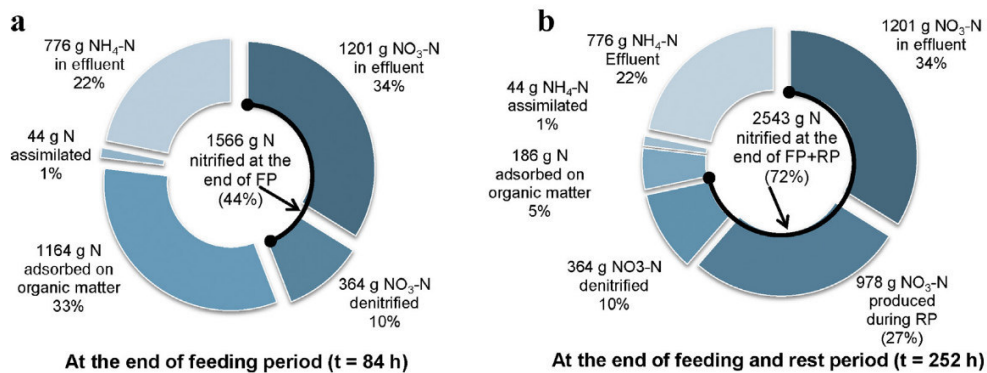 a
776 g NH₄-N
in effluent
22%
1201 g NO₃-N
in effluent
34%
44 g N
assimilated
1%
1566 g N
nitrified at the
end of FP
(44%)
1164 g N
adsorbed on
organic matter
33%
364 g NO₃-N
denitrified
10%
At the end of feeding period (t = 84 h)
b
776 g NH₄-N
Effluent
22%
1201 g NO₃-N
in effluent
34%
44 g NH₄-N
assimilated
1%
2543 g N
nitrified at the
end of FP+RP
(72%)
186 g N
adsorbed on
organic matter
5%
364 g NO3-N
denitrified
10%
978 g NO₃-N
produced
during RP
(27%)
At the end of feeding and rest period (t = 252 h)